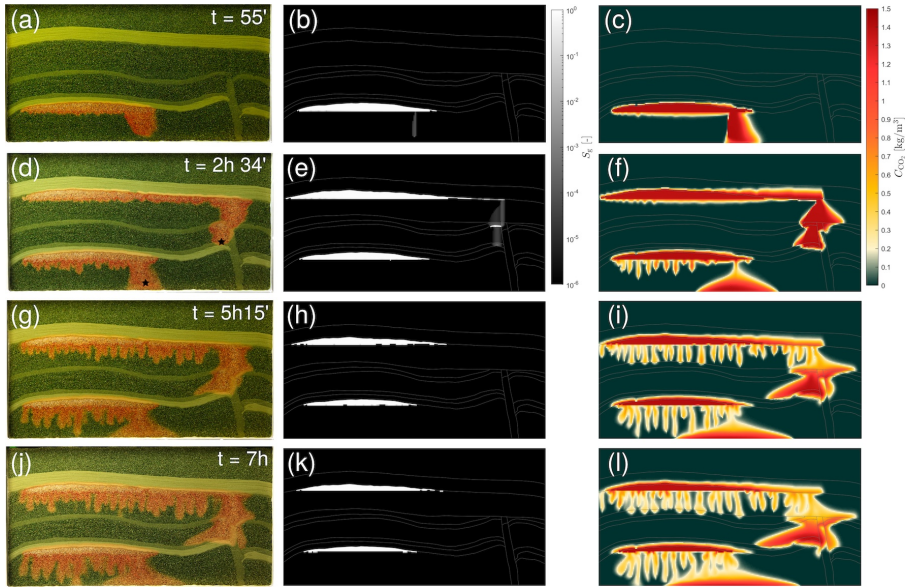 (a) t = 55'
(b)
(c)
10⁰
10⁻¹
10⁻²
10⁻³
10⁻⁴
10⁻⁵
10⁻⁶
S_g [-]
1.5
1.4
1.3
1.2
1.1
1
0.9
0.8
0.7
0.6
0.5
0.4
0.3
0.2
0.1
0
C_CO₂ [kg/m³]
(d) t = 2h 34'
(e)
(f)
(g) t = 5h15'
(h)
(i)
(j) t = 7h
(k)
(l)